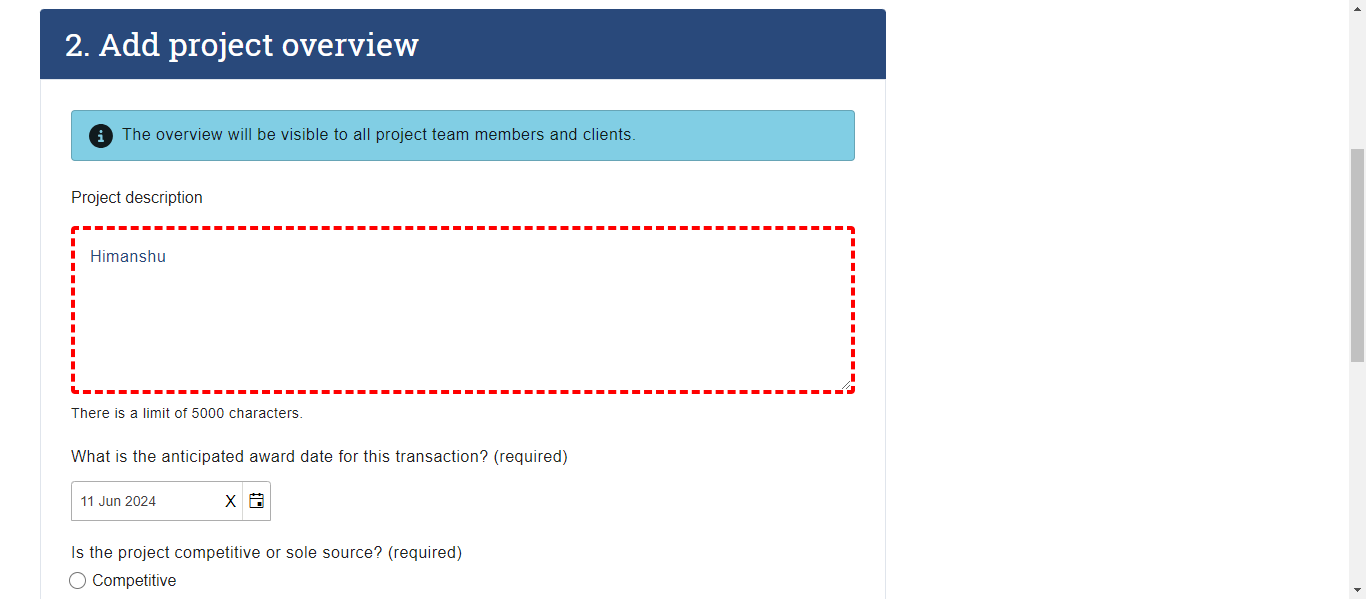 2. Add project overview
The overview will be visible to all project team members and clients.
Project description
Himanshu
There is a limit of 5000 characters.
What is the anticipated award date for this transaction? (required)
11 Jun 2024 X
Is the project competitive or sole source? (required)
Competitive